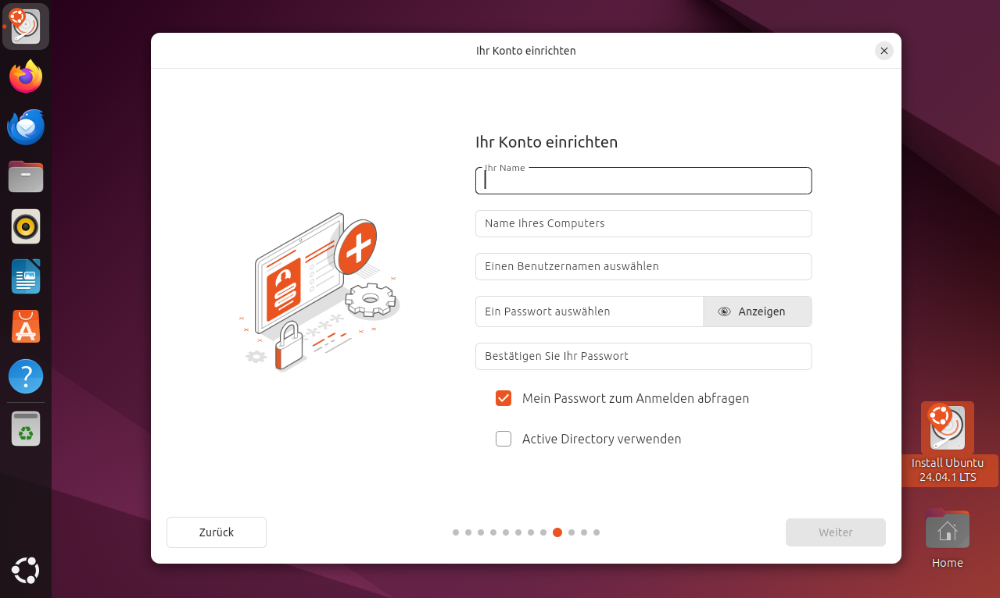 Ihr Konto einrichten
Ihr Konto einrichten
Ihr Name
Name Ihres Computers
Einen Benutzernamen auswählen
Ein Passwort auswählen
Anzeigen
Bestätigen Sie Ihr Passwort
Mein Passwort zum Anmelden abfragen
Active Directory verwenden
Zurück
Weiter
Install Ubuntu
24.04.1 LTS
Home